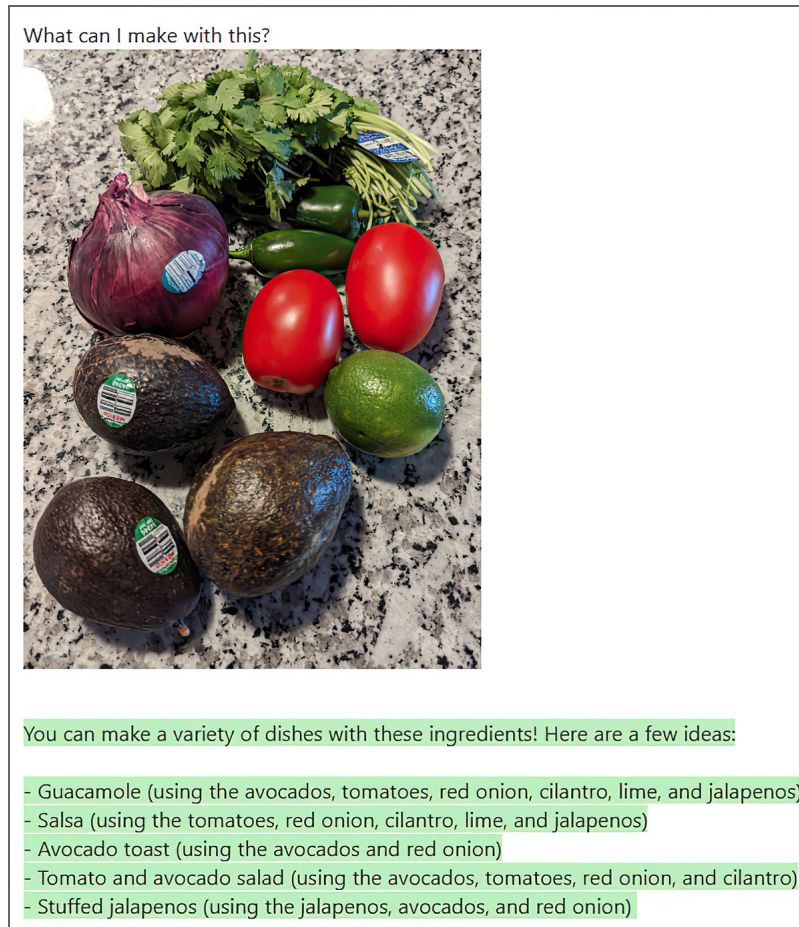 What can I make with this?
You can make a variety of dishes with these ingredients! Here are a few ideas:
- Guacamole (using the avocados, tomatoes, red onion, cilantro, lime, and jalapenos)
- Salsa (using the tomatoes, red onion, cilantro, lime, and jalapenos)
- Avocado toast (using the avocados and red onion)
- Tomato and avocado salad (using the avocados, tomatoes, red onion, and cilantro)
- Stuffed jalapenos (using the jalapenos, avocados, and red onion)